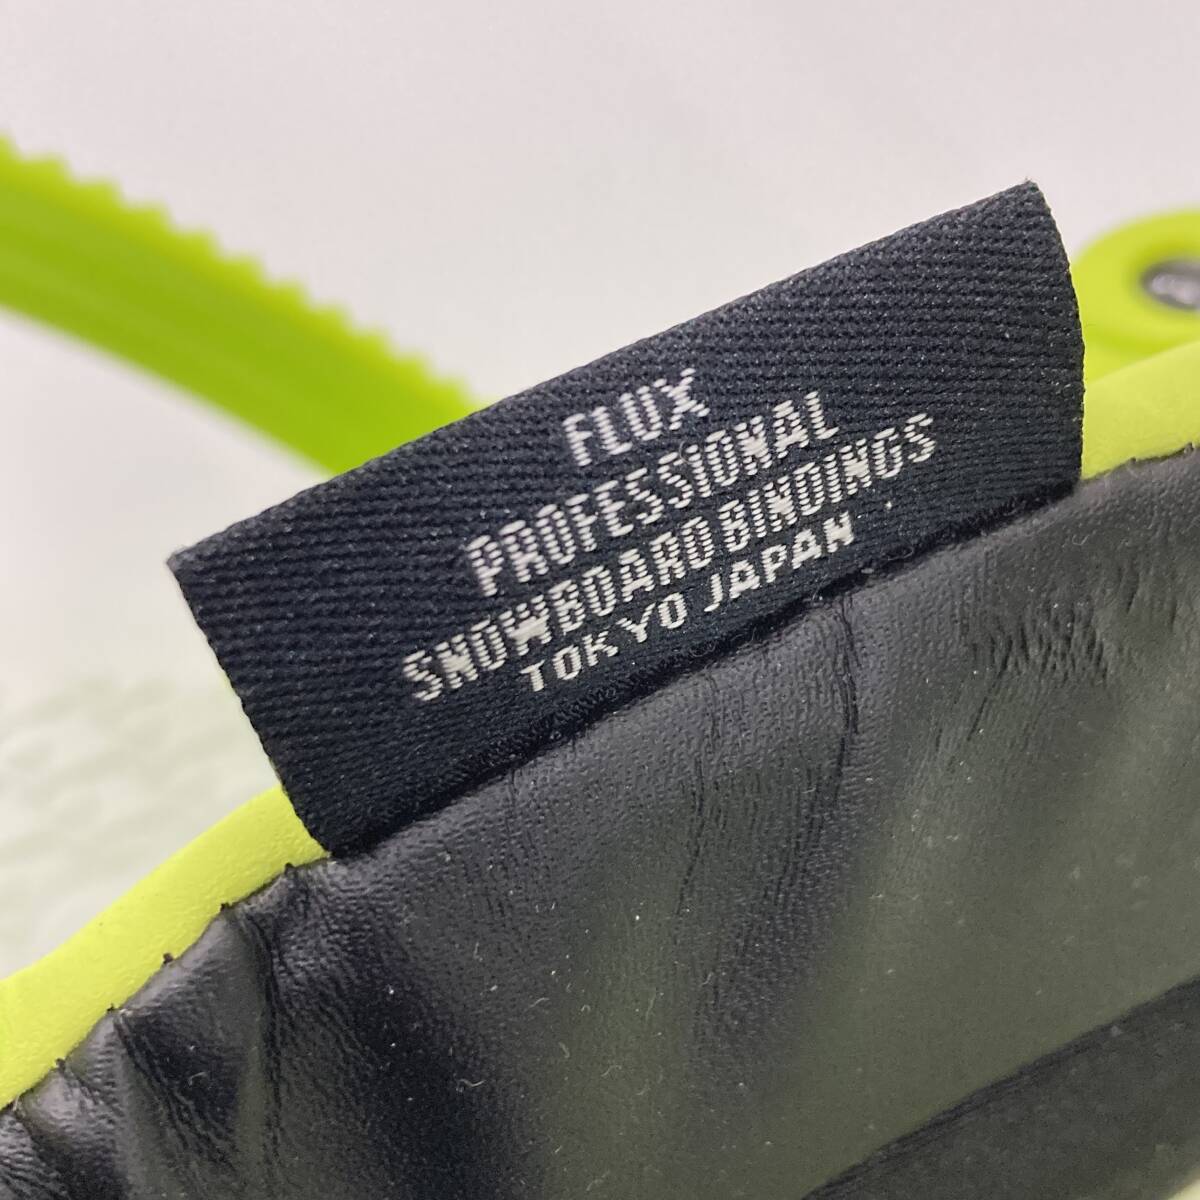 FLUX
PROFESSIONAL
SNOWBOARD BINDINGS
TOKYO JAPAN